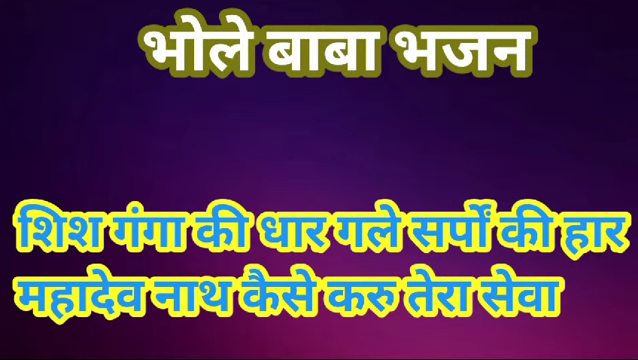 भोले बाबा भजन
शिश गंगा की धार गले सर्पों की हार
महादेव नाथ कैसे करु तेरा सेवा